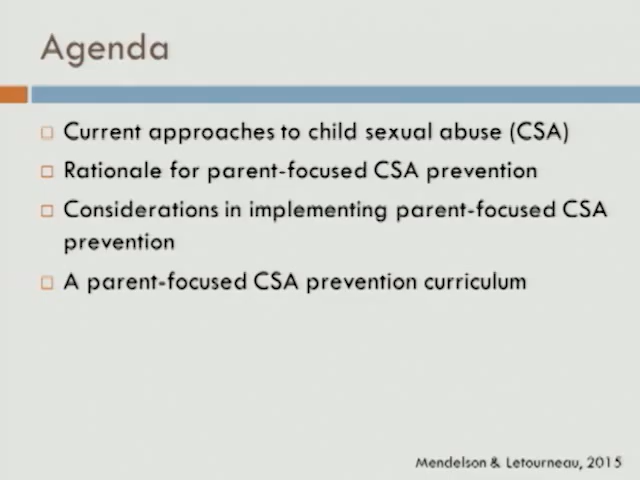 Agenda
Current approaches to child sexual abuse (CSA)
Rationale for parent-focused CSA prevention
Considerations in implementing parent-focused CSA
prevention
A parent-focused CSA prevention curriculum
Mendelson & Letourneau, 2015